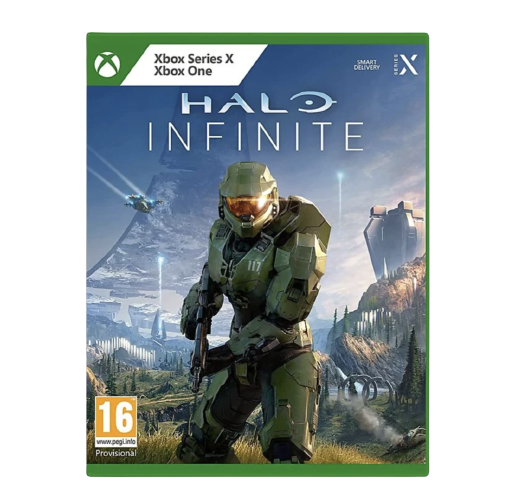 Xbox Series X
Xbox One
SMART
DELIVERY
SERIES X
HALO
INFINITE
117
16
www.pegi.info
Provisional